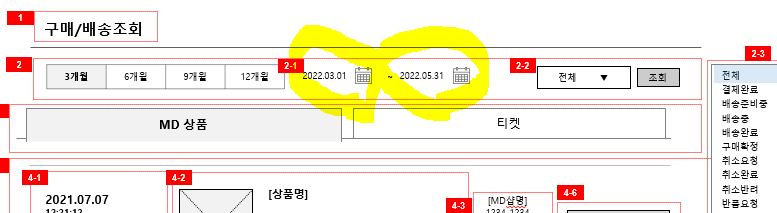 1
구매/배송조회
2
3개월 6개월 9개월 12개월
2-1
2022.03.01 ~ 2022.05.31
2-2
전체 ▼
조회
2-3
전체
결제완료
배송준비중
배송중
배송완료
구매확정
취소요청
취소완료
취소반려
반품요청
MD 상품 티켓
4-1
2021.07.07
4-2
[상품명]
4-3
[MD샵명]
4-6